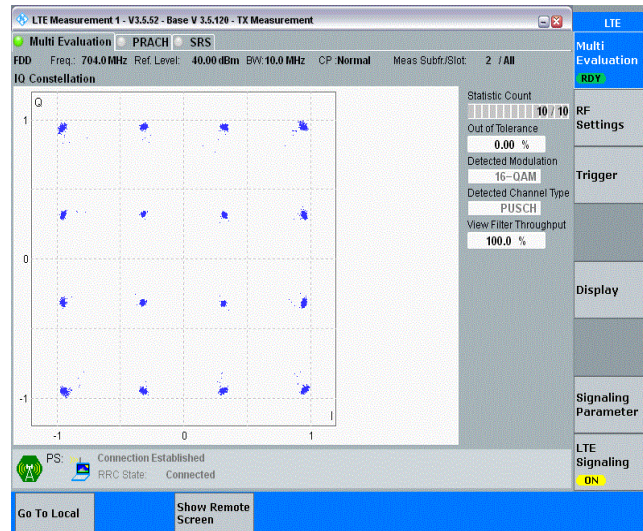 LTE Measurement 1 - V3.5.52 - Base V 3.5.120 - TX Measurement
LTE
Multi Evaluation PRACH SRS
FDD Freq.: 704.0 MHz Ref. Level: 40.00 dBm BW: 10.0 MHz CP :Normal Meas Subfr./Slot: 2 / All
IQ Constellation
Q
1
0
-1
-1 0 1
I
Statistic Count
10 / 10
Out of Tolerance
0.00 %
Detected Modulation
16-QAM
Detected Channel Type
PUSCH
View Filter Throughput
100.0 %
Multi
Evaluation
RDY
RF
Settings
Trigger
Display
Signaling
Parameter
LTE
Signaling
ON
PS: Connection Established
RRC State: Connected
Go To Local
Show Remote
Screen